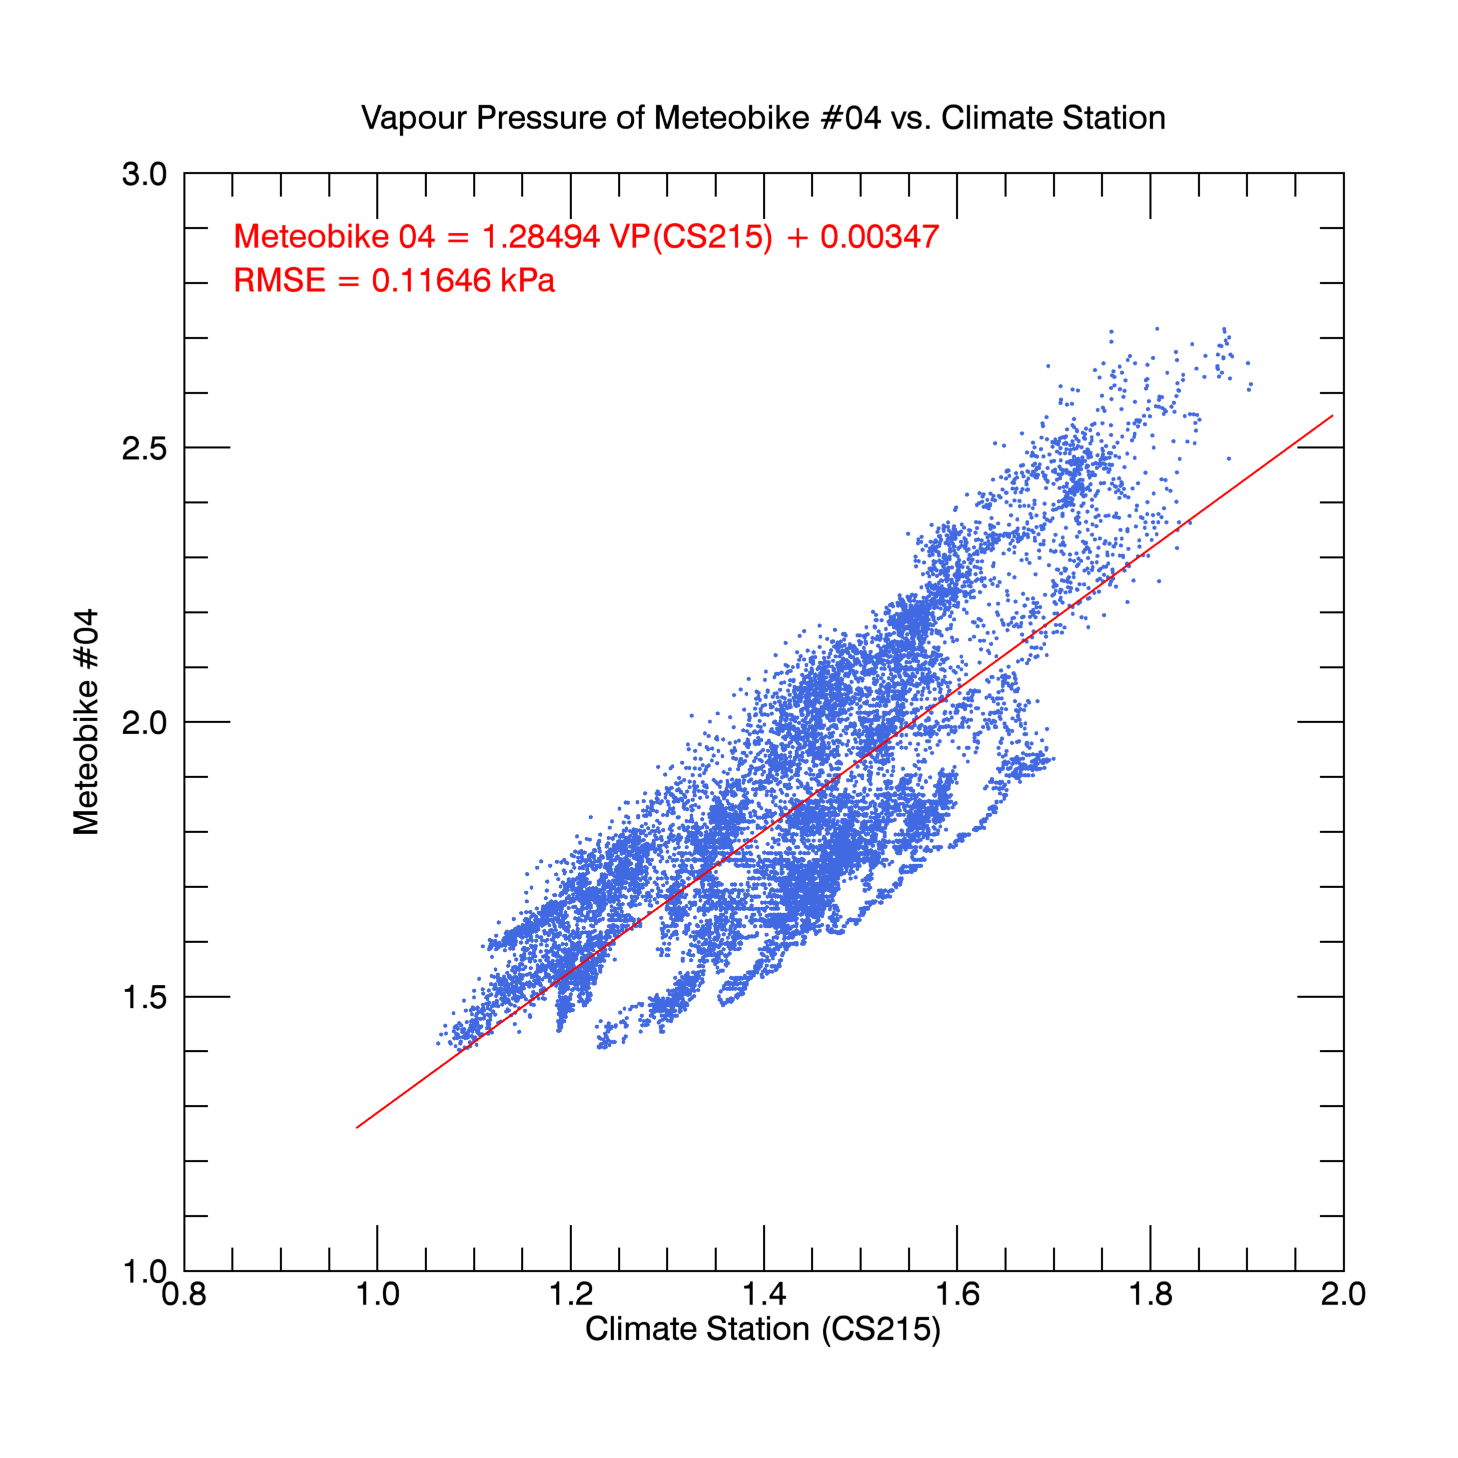 Vapour Pressure of Meteobike #04 vs. Climate Station
Meteobike 04 = 1.28494 VP(CS215) + 0.00347
RMSE = 0.11646 kPa
3.0
2.5
2.0
1.5
1.0
Meteobike #04
0.8 1.0 1.2 1.4 1.6 1.8 2.0
Climate Station (CS215)